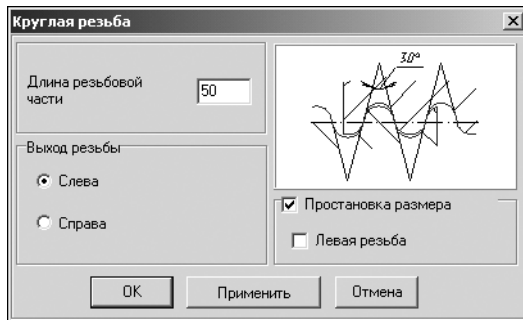 Круглая резьба
Длина резьбовой
части
50
30°
Выход резьбы
Слева
Справа
Простановка размера
Левая резьба
OK
Применить
Отмена